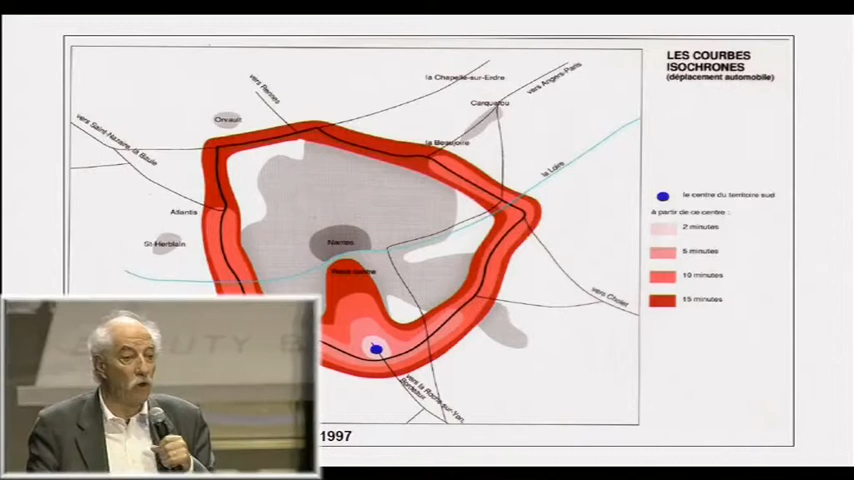 LES COURBES
ISOCHRONES
(déplacement automobile)
la Chapelle-sur-Erdre
vers Angers-Paris
vers Rennes
Carquefou
Orvault
vers Saint-Nazaire, la Baule
la Beaujoire
la Loire
le centre du territoire sud
à partir de ce centre :
Atlantis
2 minutes
St-Herblain
Nantes
5 minutes
10 minutes
vers Cholet
15 minutes
vers la Roche-sur-Yon,
Bordeaux
1997